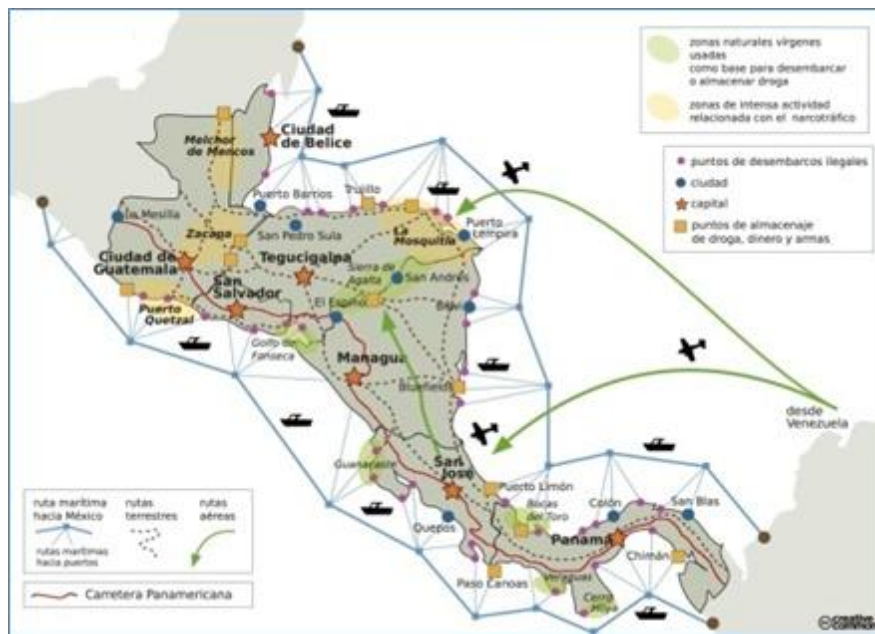 zonas naturales vírgenes
usadas
como base para desembarcar
o almacenar droga
zonas de intensa actividad
relacionada con el narcotráfico
puntos de desembarcos ilegales
ciudad
capital
puntos de almacenaje
de droga, dinero y armas
Melchor
de Mencos
Ciudad
de Belice
Puerto Barrios
Trujillo
La Mesilla
Zacapa
San Pedro Sula
La
Mosquitia
Puerto
Lempira
Ciudad de
Guatemala
Tegucigalpa
Sierra de
Agalta
San Andrés
San
Salvador
El Espino
Puerto
Quetzal
Golfo de
Fonseca
Managua
Bluefields
desde
Venezuela
Guanacaste
San
José
Puerto Limón
Bocas
del Toro
Colón
San Blas
Quepos
Panamá
Chimán
Paso Canoas
Veraguas
Cerro
Hoya
ruta marítima
hacia México
rutas
terrestres
rutas
aéreas
rutas marítimas
hacia puertos
Carretera Panamericana
creative
commons